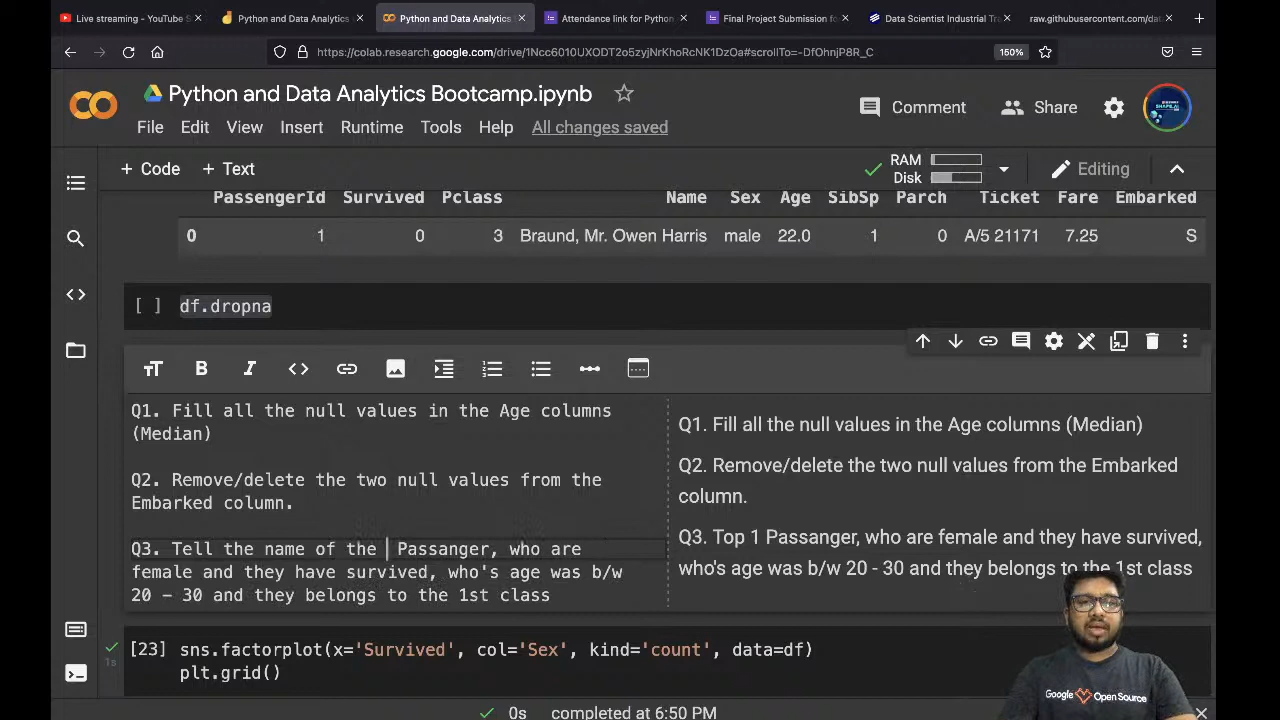 Live streaming - YouTube S
Python and Data Analytics
Python and Data Analytics
Attendance link for Python
Final Project Submission fo
Data Scientist Industrial Tr
raw.githubusercontent.com/dat
https://colab.research.google.com/drive/1Ncc6010UXODT2o5zyjNrKhoRcNK1DzOa#scrollTo=-DfOhnjP8R_C
150%
Python and Data Analytics Bootcamp.ipynb
Comment
Share
File Edit View Insert Runtime Tools Help All changes saved
+ Code + Text
RAM
Disk
Editing
PassengerId Survived Pclass Name Sex Age SibSp Parch Ticket Fare Embarked
0 1 0 3 Braund, Mr. Owen Harris male 22.0 1 0 A/5 21171 7.25 S
[ ] df.dropna
Q1. Fill all the null values in the Age columns
(Median)
Q2. Remove/delete the two null values from the
Embarked column.
Q3. Tell the name of the Passanger, who are
female and they have survived, who's age was b/w
20 - 30 and they belongs to the 1st class
Q1. Fill all the null values in the Age columns (Median)
Q2. Remove/delete the two null values from the Embarked
column.
Q3. Top 1 Passanger, who are female and they have survived,
who's age was b/w 20 - 30 and they belongs to the 1st class
[23] sns.factorplot(x='Survived', col='Sex', kind='count', data=df)
1s
plt.grid()
Google Open Source
0s completed at 6:50 PM